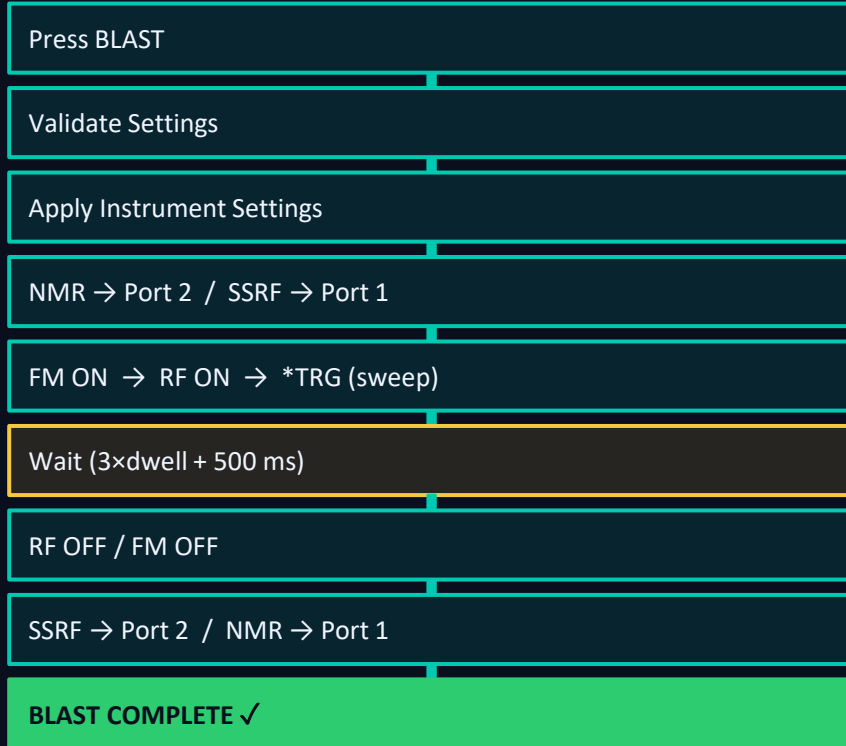 Press BLAST
Validate Settings
Apply Instrument Settings
NMR → Port 2 / SSRF → Port 1
FM ON → RF ON → *TRG (sweep)
Wait (3×dwell + 500 ms)
RF OFF / FM OFF
SSRF → Port 2 / NMR → Port 1
BLAST COMPLETE ✓